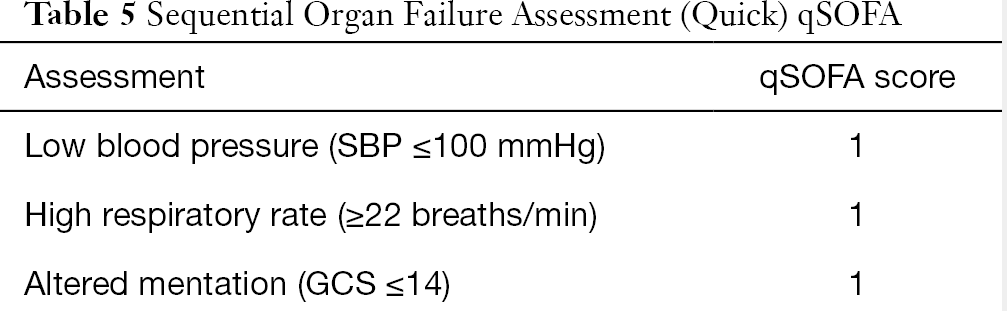 Table 5 Sequential Organ Failure Assessment (Quick) qSOFA
Assessment qSOFA score
Low blood pressure (SBP ≤100 mmHg) 1
High respiratory rate (≥22 breaths/min) 1
Altered mentation (GCS ≤14) 1